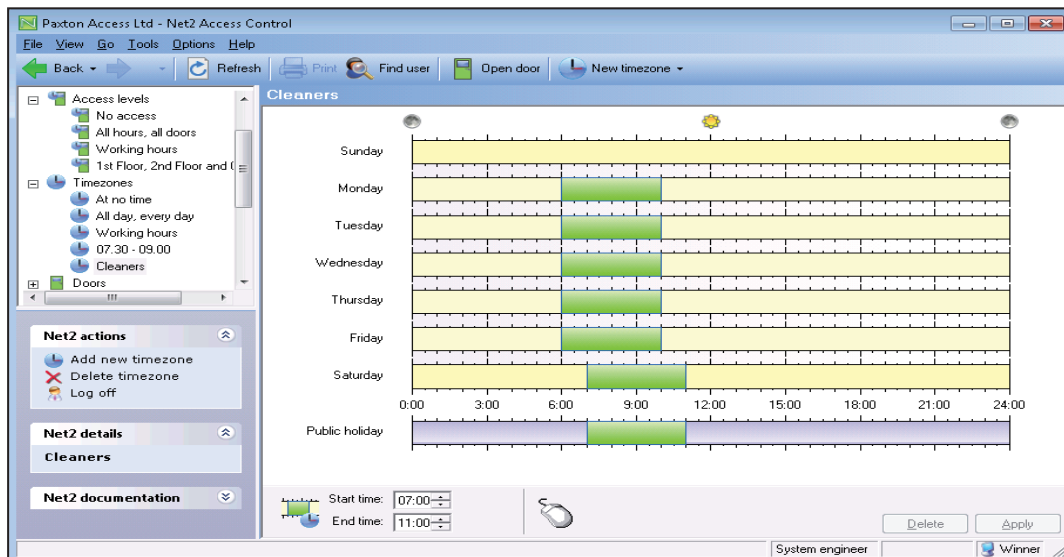 Paxton Access Ltd - Net2 Access Control
File View Go Tools Options Help
Back Refresh Print Find user Open door New timezone
Access levels
No access
All hours, all doors
Working hours
1st Floor, 2nd Floor and
Timezones
At no time
All day, every day
Working hours
07.30 - 09.00
Cleaners
Doors
Net2 actions
Add new timezone
Delete timezone
Log off
Net2 details
Cleaners
Net2 documentation
Cleaners
Sunday
Monday
Tuesday
Wednesday
Thursday
Friday
Saturday
0:00 3:00 6:00 9:00 12:00 15:00 18:00 21:00 24:00
Public holiday
Start time: 07:00
End time: 11:00
Delete Apply
System engineer Winner